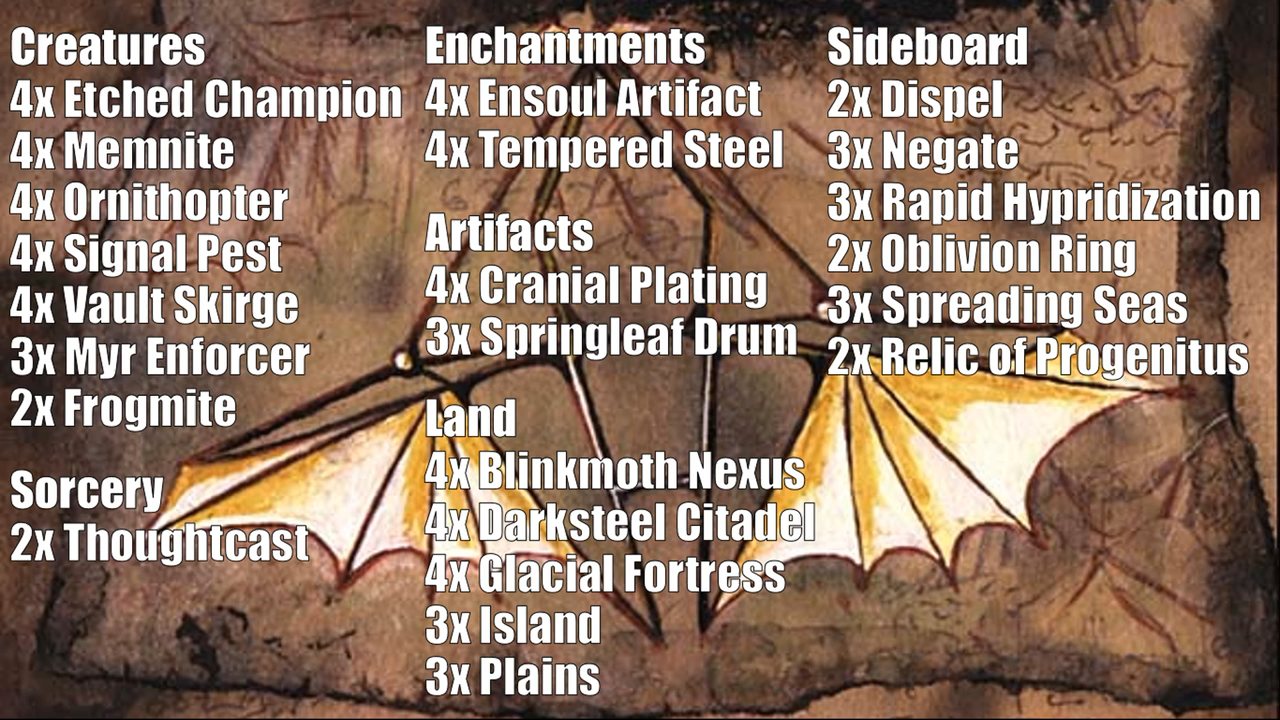 Creatures
4x Etched Champion
4x Memnite
4x Ornithopter
4x Signal Pest
4x Vault Skirge
3x Myr Enforcer
2x Frogmite
Sorcery
2x Thoughtcast
Enchantments
4x Ensoul Artifact
4x Tempered Steel
Artifacts
4x Cranial Plating
3x Springleaf Drum
Land
4x Blinkmoth Nexus
4x Darksteel Citadel
4x Glacial Fortress
3x Island
3x Plains
Sideboard
2x Dispel
3x Negate
3x Rapid Hypridization
2x Oblivion Ring
3x Spreading Seas
2x Relic of Progenitus